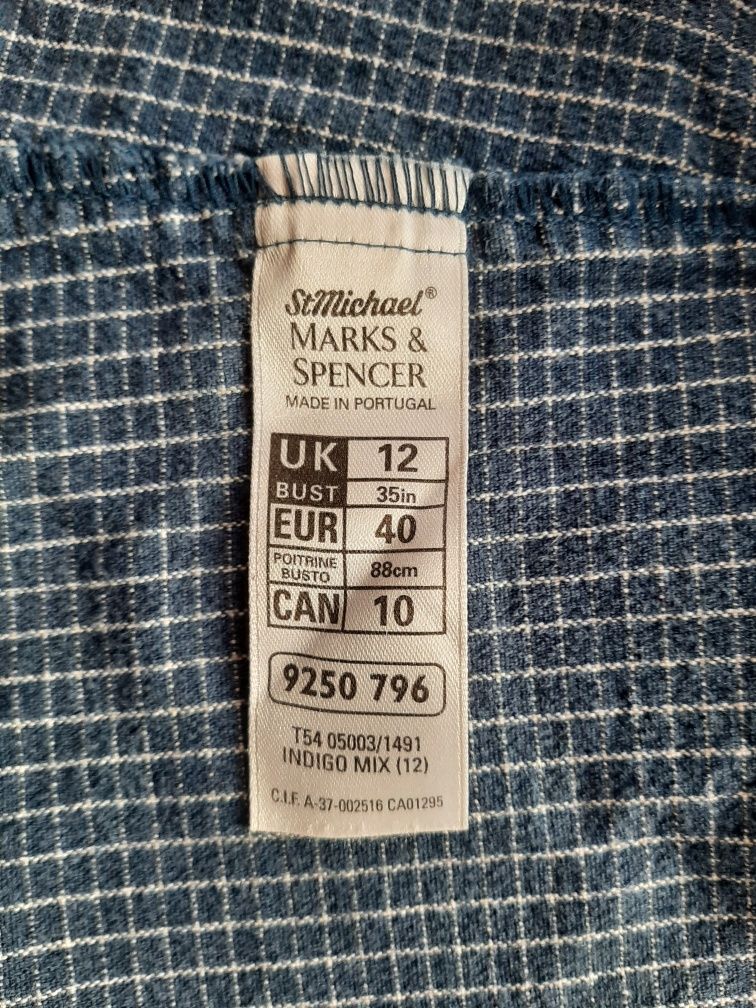 StMichael®
MARKS &
SPENCER
MADE IN PORTUGAL
UK 12
BUST 35in
EUR 40
POITRINE
BUSTO 88cm
CAN 10
9250 796
T54 05003/1491
INDIGO MIX (12)
C.I.F. A-37-002516 CA01295